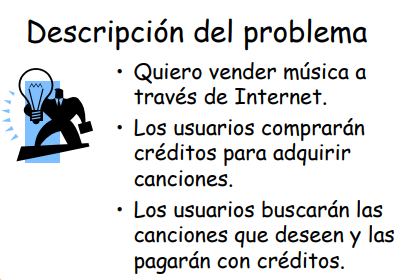 Descripción del problema
• Quiero vender música a
través de Internet.
• Los usuarios comprarán
créditos para adquirir
canciones.
• Los usuarios buscarán las
canciones que deseen y las
pagarán con créditos.